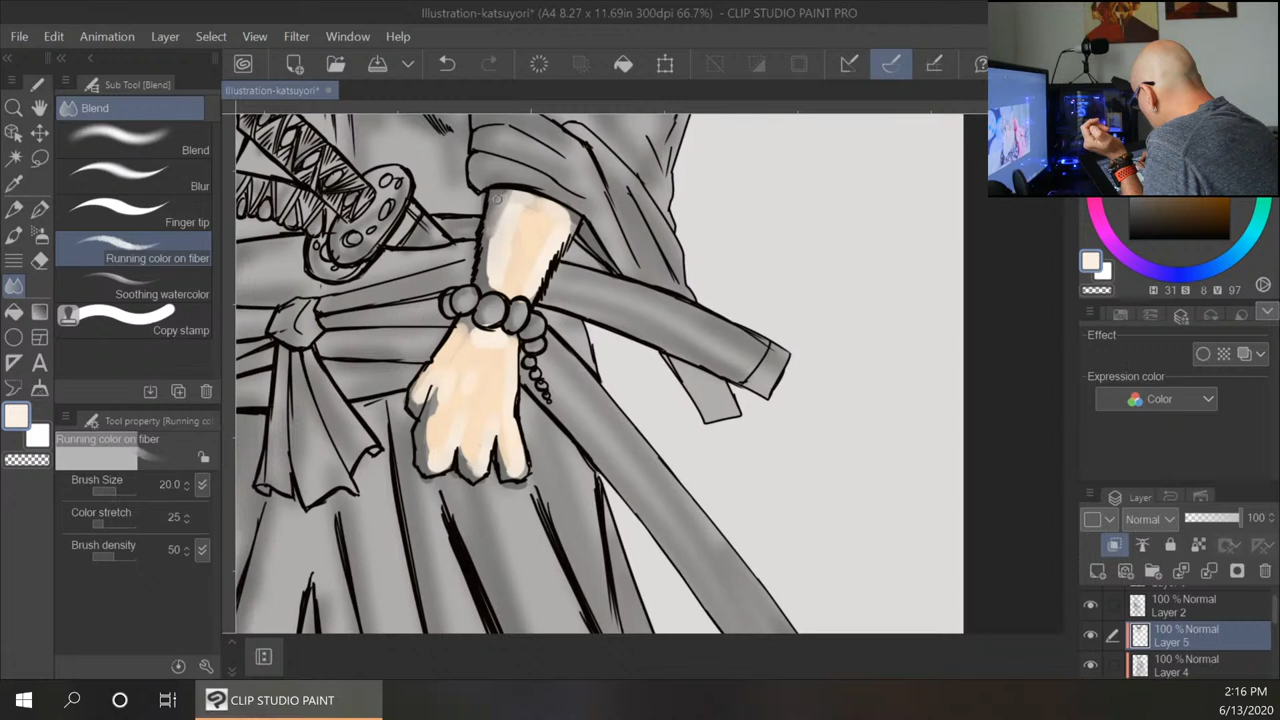 Illustration-katsuyori* (A4 8.27 x 11.69in 300dpi 66.7%) - CLIP STUDIO PAINT PRO
File Edit Animation Layer Select View Filter Window Help
Sub Tool [Blend]
Illustration-katsuyori*
Blend
Blend
Blur
Finger tip
Running color on fiber
Soothing watercolor
Copy stamp
Tool property [Running co
Running color on fiber
Brush Size 20.0
Color stretch 25
Brush density 50
H 31 S 8 V 97
Effect
Expression color
Color
Layer
Normal 100
100 % Normal
Layer 2
100 % Normal
Layer 5
100 % Normal
Layer 4
CLIP STUDIO PAINT
2:16 PM
6/13/2020